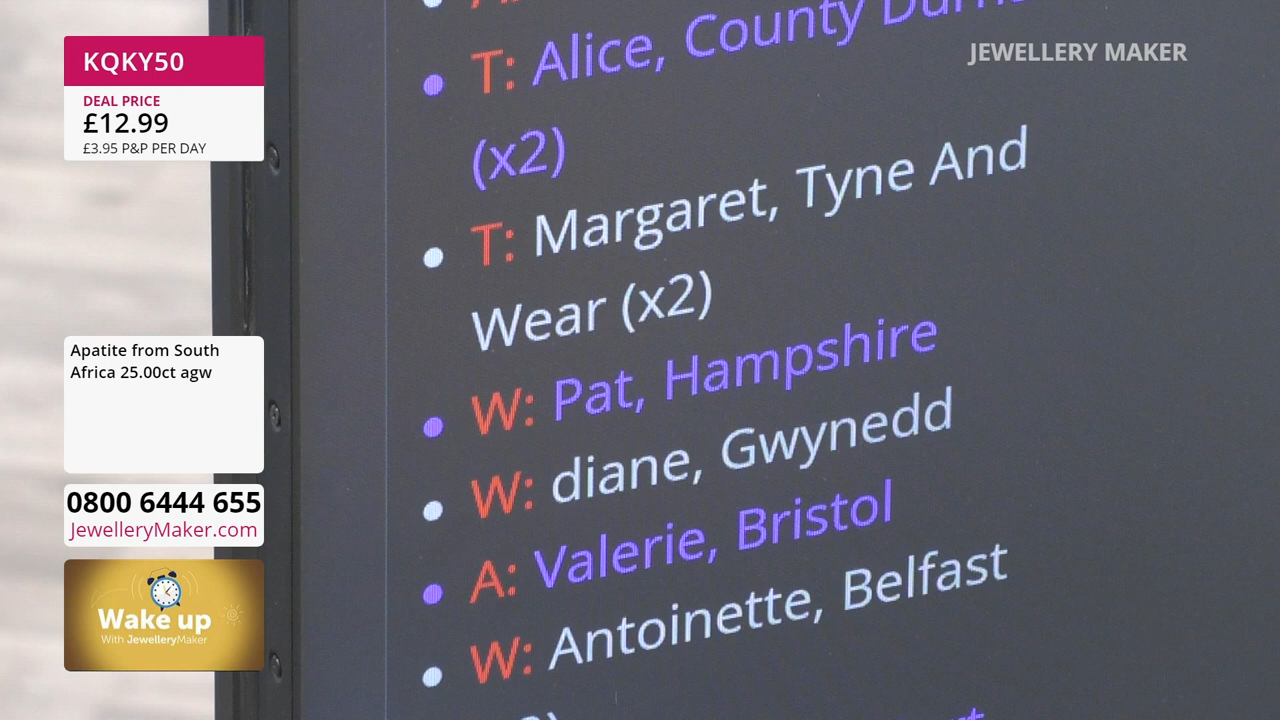 KQKY50
DEAL PRICE
£12.99
£3.95 P&P PER DAY
JEWELLERY MAKER
T: Alice, County
(x2)
T: Margaret, Tyne And
Wear (x2)
W: Pat, Hampshire
W: diane, Gwynedd
A: Valerie, Bristol
W: Antoinette, Belfast
Apatite from South
Africa 25.00ct agw
0800 6444 655
JewelleryMaker.com
Wake up
With JewelleryMaker